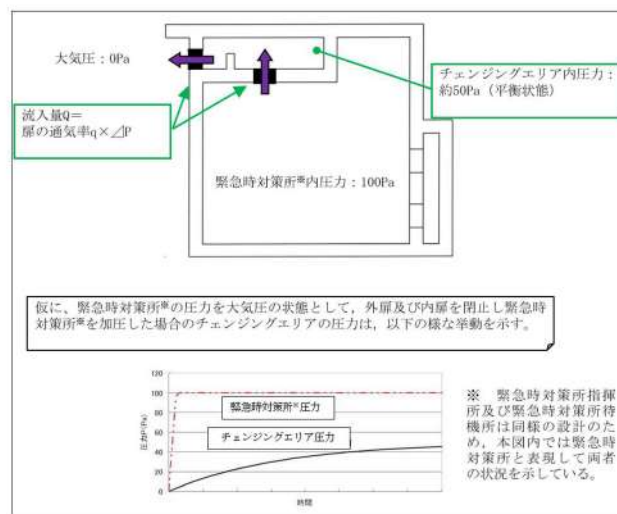 大気圧：0Pa
チェンジングエリア内圧力：
約50Pa（平衡状態）
流入量Q＝
扉の通気率q×⊿P
緊急時対策所※内圧力：100Pa
仮に、緊急時対策所※の圧力を大気圧の状態として，外扉及び内扉を閉止し緊急時
対策所※を加圧した場合のチェンジングエリアの圧力は，以下の様な挙動を示す。
120
100
80
60
40
20
0
圧力P(Pa)
緊急時対策所※圧力
チェンジングエリア圧力
時間
※　緊急時対策所指揮
所及び緊急時対策所待
機所は同様の設計のた
め，本図内では緊急時
対策所と表現して両者
の状況を示している。